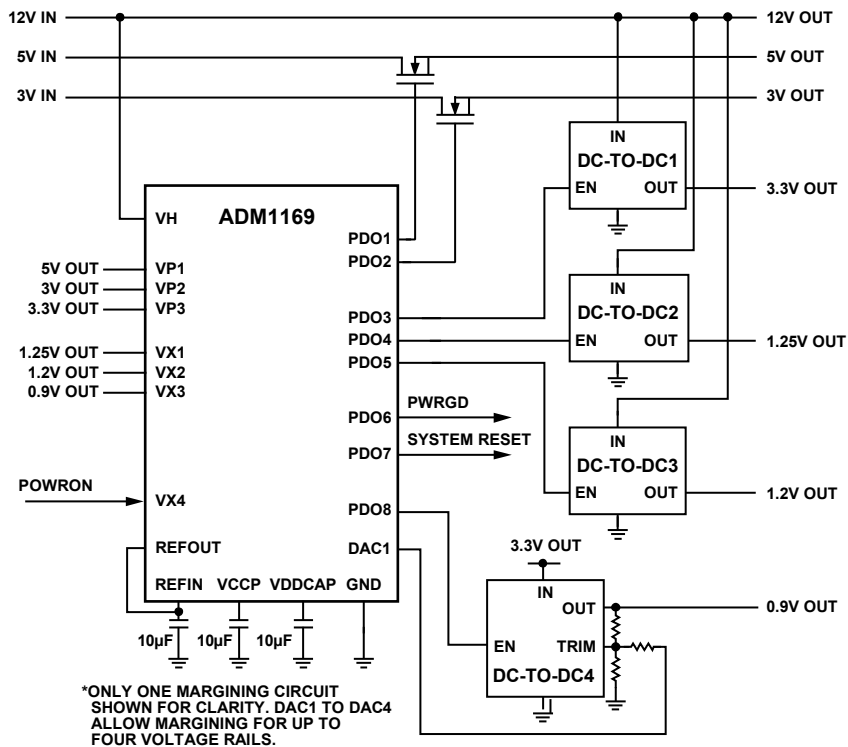 12V IN
12V OUT
5V IN
5V OUT
3V IN
3V OUT
IN
DC-TO-DC1
EN OUT
3.3V OUT
VH
ADM1169
PDO1
PDO2
5V OUT VP1
3V OUT VP2
3.3V OUT VP3
PDO3
IN
DC-TO-DC2
EN OUT
1.25V OUT
PDO4
PDO5
1.25V OUT VX1
1.2V OUT VX2
0.9V OUT VX3
PDO6
PWRGD
PDO7
SYSTEM RESET
IN
DC-TO-DC3
EN OUT
1.2V OUT
POWRON
VX4
PDO8
REFOUT
DAC1
3.3V OUT
REFIN VCCP VDDCAP GND
IN
OUT
0.9V OUT
EN TRIM
DC-TO-DC4
10µF 10µF 10µF
*ONLY ONE MARGINING CIRCUIT
SHOWN FOR CLARITY. DAC1 TO DAC4
ALLOW MARGINING FOR UP TO
FOUR VOLTAGE RAILS.